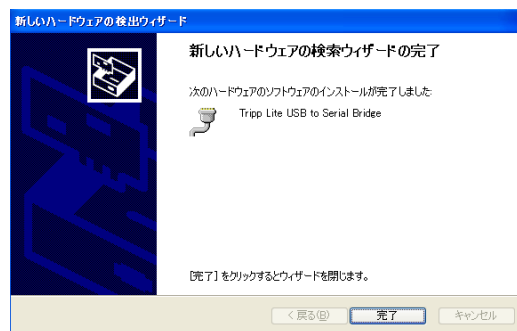 新しいハードウェアの検出ウィザード
新しいハードウェアの検索ウィザードの完了
次のハードウェアのソフトウェアのインストールが完了しました:
Tripp Lite USB to Serial Bridge
[完了] をクリックするとウィザードを閉じます。
< 戻る(B)
完了
キャンセル